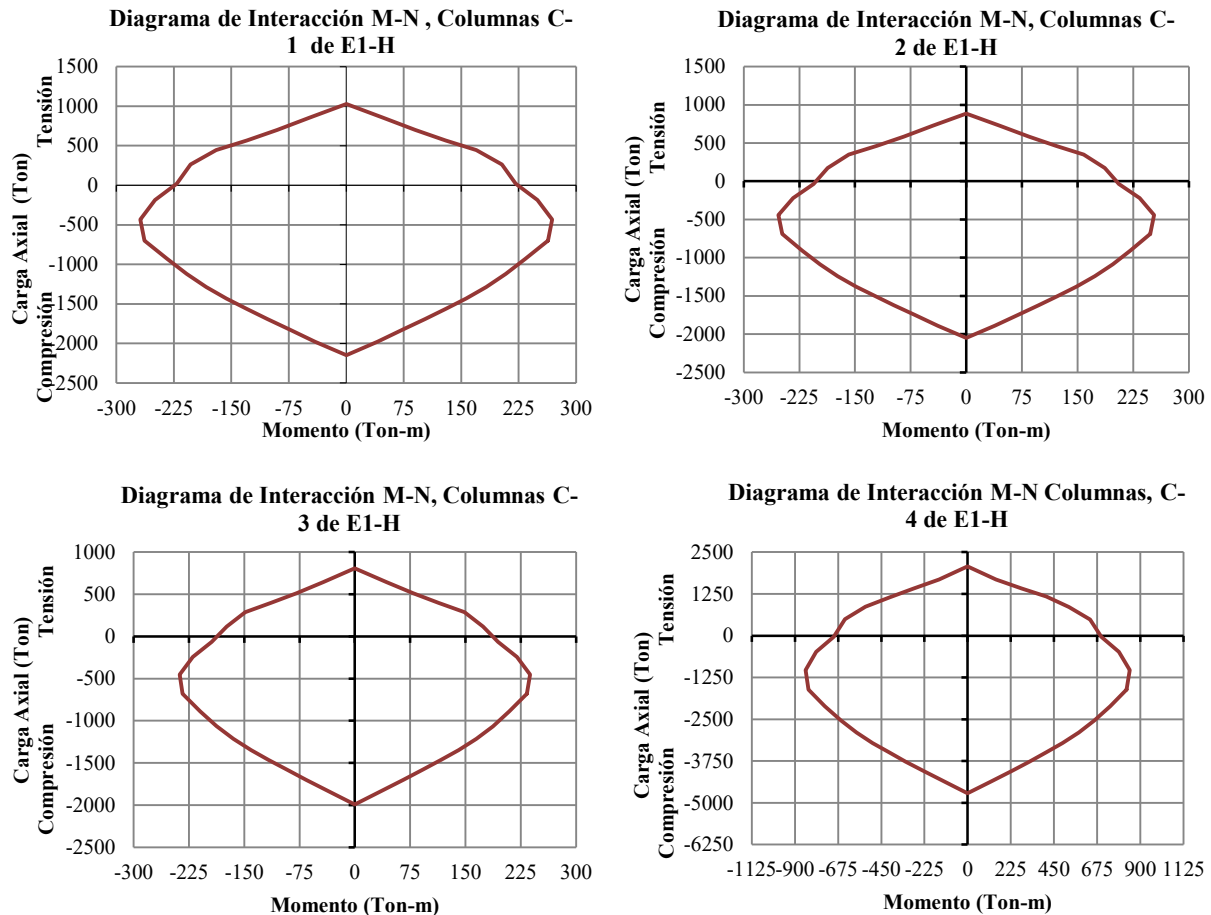 Diagrama de Interacción M-N , Columnas C-
1 de E1-H
1500
1000
500
0
-500
-1000
-1500
-2000
-2500
Carga Axial (Ton)
Compresión
Tensión
-300 -225 -150 -75 0 75 150 225 300
Momento (Ton-m)
Diagrama de Interacción M-N, Columnas C-
2 de E1-H
1500
1000
500
0
-500
-1000
-1500
-2000
-2500
Carga Axial (Ton)
Compresión
Tensión
-300 -225 -150 -75 0 75 150 225 300
Momento (Ton-m)
Diagrama de Interacción M-N, Columnas C-
3 de E1-H
1000
500
0
-500
-1000
-1500
-2000
-2500
Carga Axial (Ton)
Compresión
Tensión
-300 -225 -150 -75 0 75 150 225 300
Momento (Ton-m)
Diagrama de Interacción M-N Columnas, C-
4 de E1-H
2500
1250
0
-1250
-2500
-3750
-5000
-6250
Carga Axial (Ton)
Compresión
Tensión
-1125 -900 -675 -450 -225 0 225 450 675 900 1125
Momento (Ton-m)